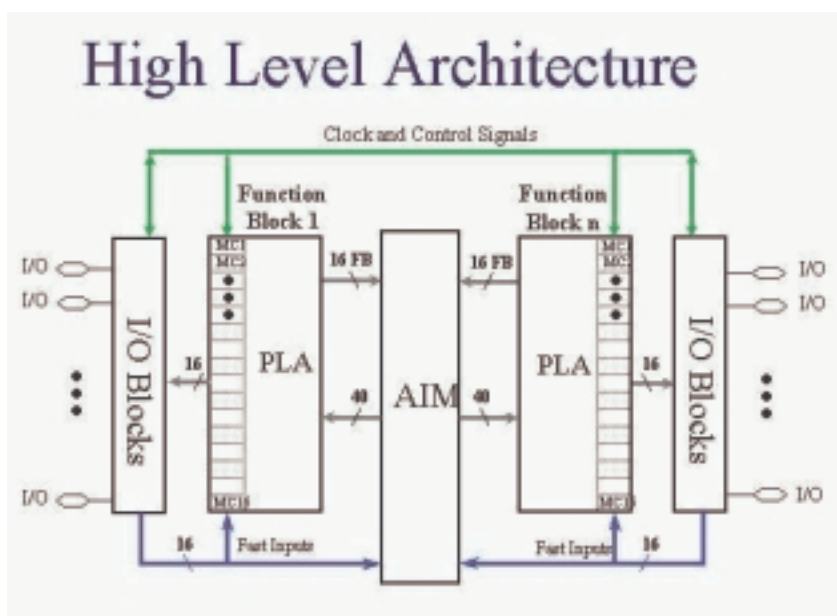 High Level Architecture
Clock and Control Signals
Function
Block 1
Function
Block n
MC1
MC2
16 FB
16 FB
MC1
MC2
I/O
I/O
I/O
I/O
I/O Blocks
16
PLA
40
AIM
40
PLA
16
I/O Blocks
I/O
I/O
MC16
MC16
16
Fast Inputs
Fast Inputs
16